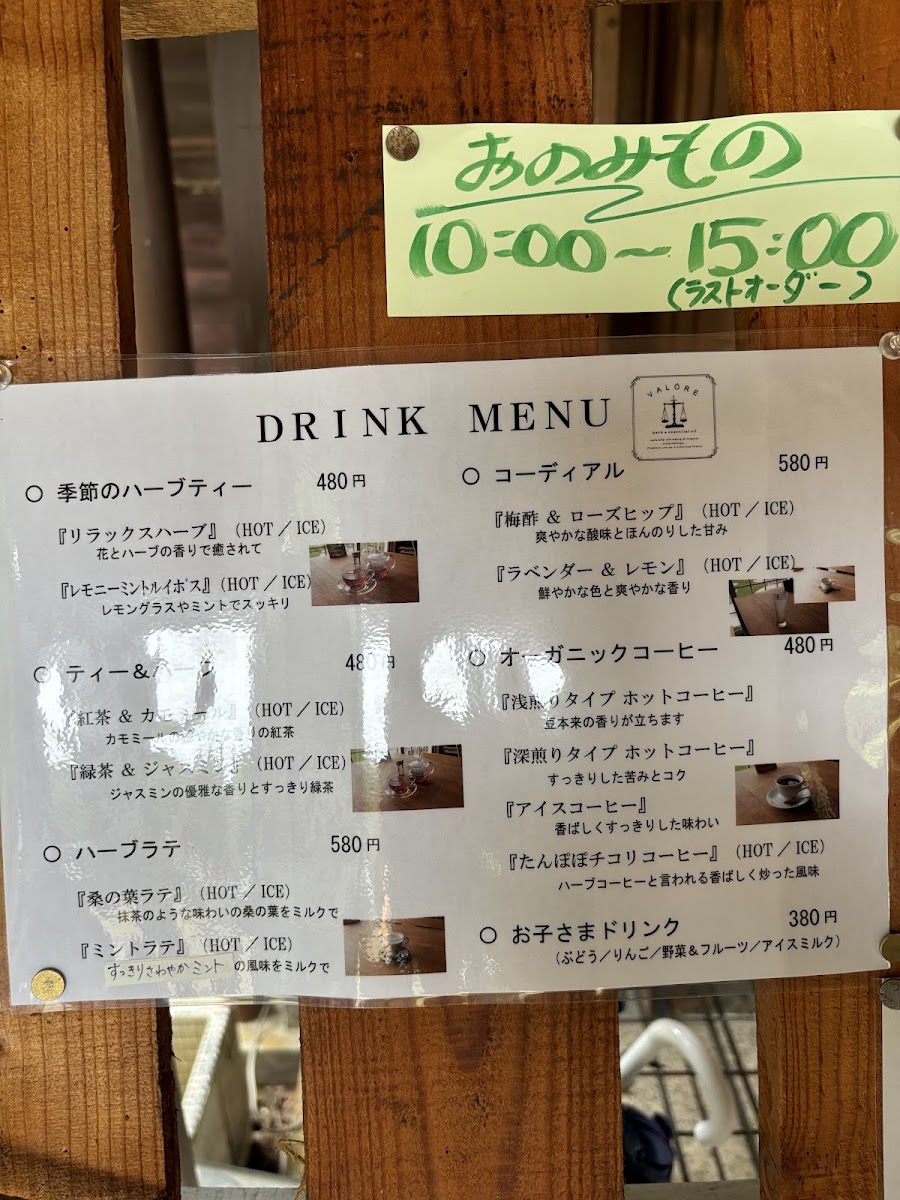 おのみもの
10:00～15:00
(ラストオーダー)
DRINK MENU
VALORE
○ 季節のハーブティー 480円
『リラックスハーブ』(HOT／ICE)
花とハーブの香りで癒されて
『レモニーミントルイボス』(HOT／ICE)
レモングラスやミントでスッキリ
○ ティー＆ハーブ 480円
『紅茶 & カモミール』(HOT／ICE)
カモミールの 香りの紅茶
『緑茶 & ジャスミン』(HOT／ICE)
ジャスミンの優雅な香りとすっきり緑茶
○ ハーブラテ 580円
『桑の葉ラテ』(HOT／ICE)
抹茶のような味わいの桑の葉をミルクで
『ミントラテ』(HOT／ICE)
すっきりさわやかミント の風味をミルクで
○ コーディアル 580円
『梅酢 & ローズヒップ』(HOT／ICE)
爽やかな酸味とほんのりした甘み
『ラベンダー & レモン』(HOT／ICE)
鮮やかな色と爽やかな香り
○ オーガニックコーヒー 480円
『浅煎りタイプ ホットコーヒー』
豆本来の香りが立ちます
『深煎りタイプ ホットコーヒー』
すっきりした苦みとコク
『アイスコーヒー』
香ばしくすっきりした味わい
『たんぽぽチコリコーヒー』(HOT／ICE)
ハーブコーヒーと言われる香ばしく炒った風味
○ お子さまドリンク 380円
(ぶどう／りんご／野菜＆フルーツ／アイスミルク)